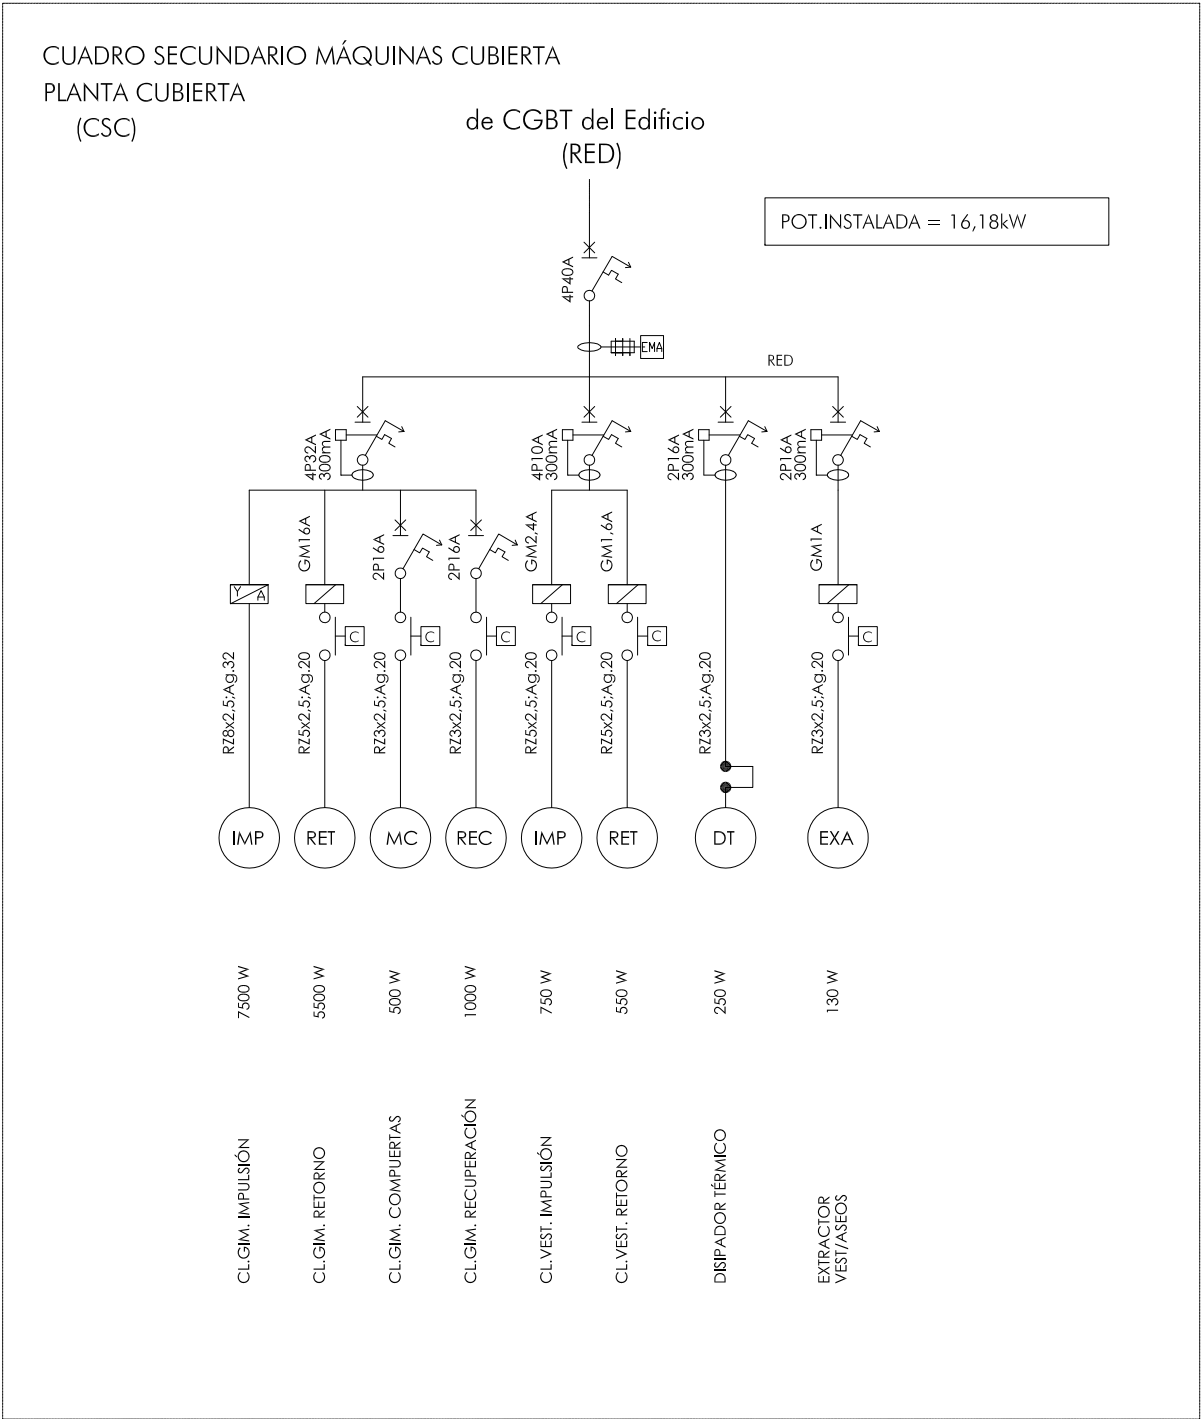 CUADRO SECUNDARIO MÁQUINAS CUBIERTA
PLANTA CUBIERTA
(CSC)
de CGBT del Edificio
(RED)
POT.INSTALADA = 16,18kW
4P40A
EMA
RED
4P32A
300mA
4P10A
300mA
2P16A
300mA
2P16A
300mA
GM16A
2P16A
2P16A
GM2,4A
GM1,6A
GM1A
Y A
C
C
C
C
C
C
RZ8x2,5;Ag.32
RZ5x2,5;Ag.20
RZ3x2,5;Ag.20
RZ3x2,5;Ag.20
RZ5x2,5;Ag.20
RZ5x2,5;Ag.20
RZ3x2,5;Ag.20
RZ3x2,5;Ag.20
IMP
RET
MC
REC
IMP
RET
DT
EXA
7500 W
5500 W
500 W
1000 W
750 W
550 W
250 W
130 W
CL.GIM. IMPULSIÓN
CL.GIM. RETORNO
CL.GIM. COMPUERTAS
CL.GIM. RECUPERACIÓN
CL.VEST. IMPULSIÓN
CL.VEST. RETORNO
DISIPADOR TÉRMICO
EXTRACTOR
VEST/ASEOS